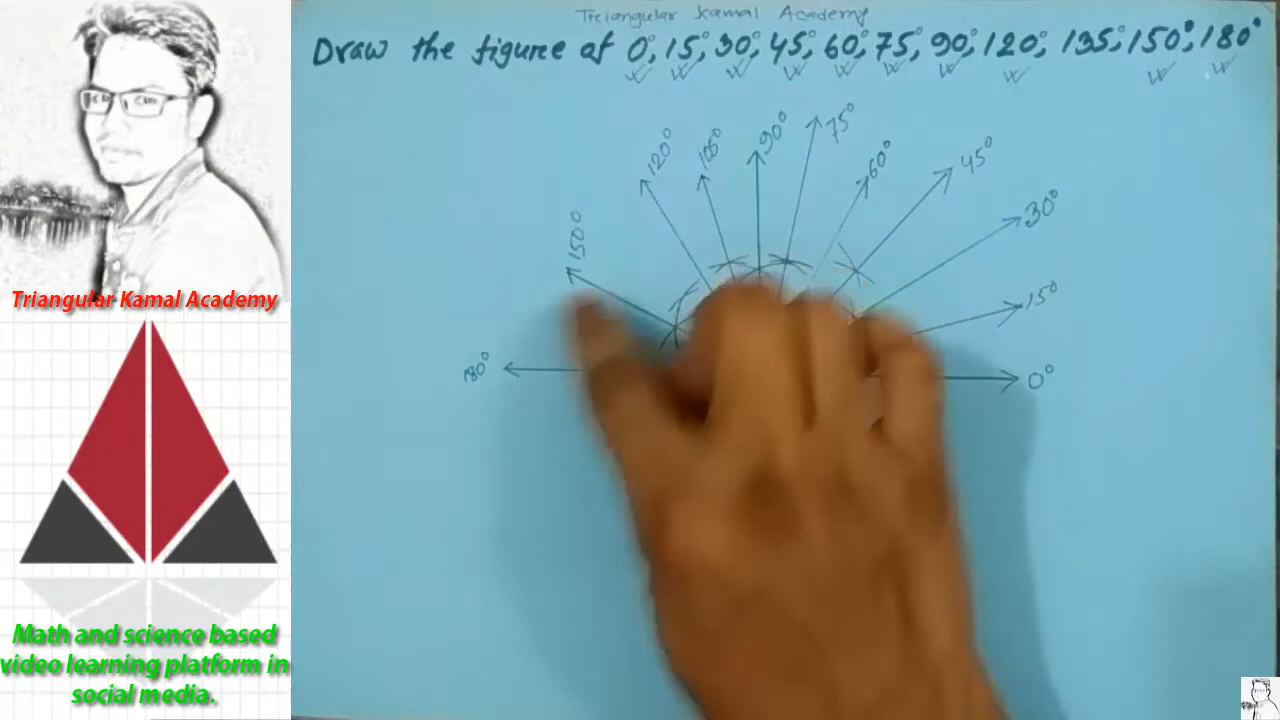 Treiangular Kamal Academy
Draw the figure of 0°, 15°, 30°, 45°, 60°, 75°, 90°, 120°, 135°, 150°, 180°
120°
105°
90°
75°
60°
45°
150°
30°
15°
180°
0°
Triangular Kamal Academy
Math and science based
video learning platform in
social media.